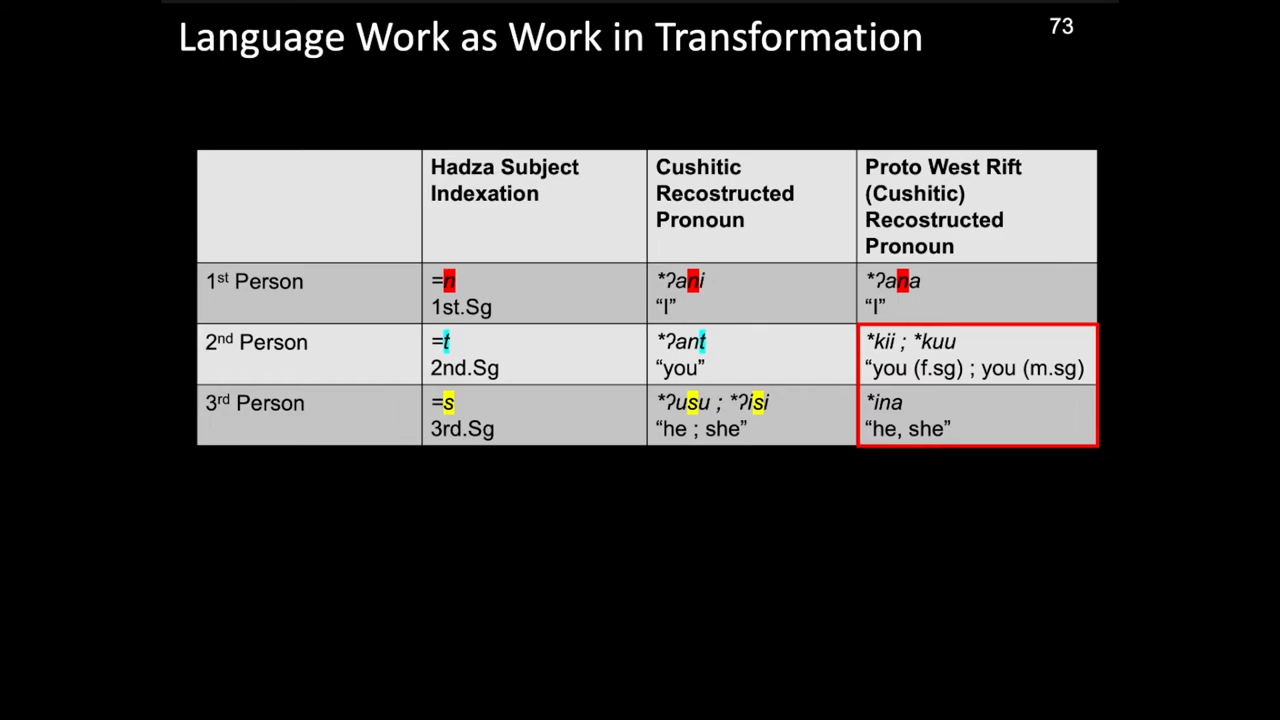 Language Work as Work in Transformation
73
Hadza Subject
Indexation
Cushitic
Recostructed
Pronoun
Proto West Rift
(Cushitic)
Recostructed
Pronoun
1st Person
=n
1st.Sg
*ʔani
“I”
*ʔana
“I”
2nd Person
=t
2nd.Sg
*ʔant
“you”
*kii ; *kuu
“you (f.sg) ; you (m.sg)
3rd Person
=s
3rd.Sg
*ʔusu ; *ʔisi
“he ; she”
*ina
“he, she”